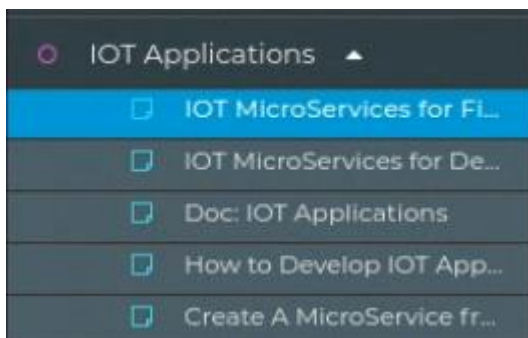 IOT Applications
IOT MicroServices for Fi...
IOT MicroServices for De...
Doc: IOT Applications
How to Develop IOT App...
Create A MicroService fr...